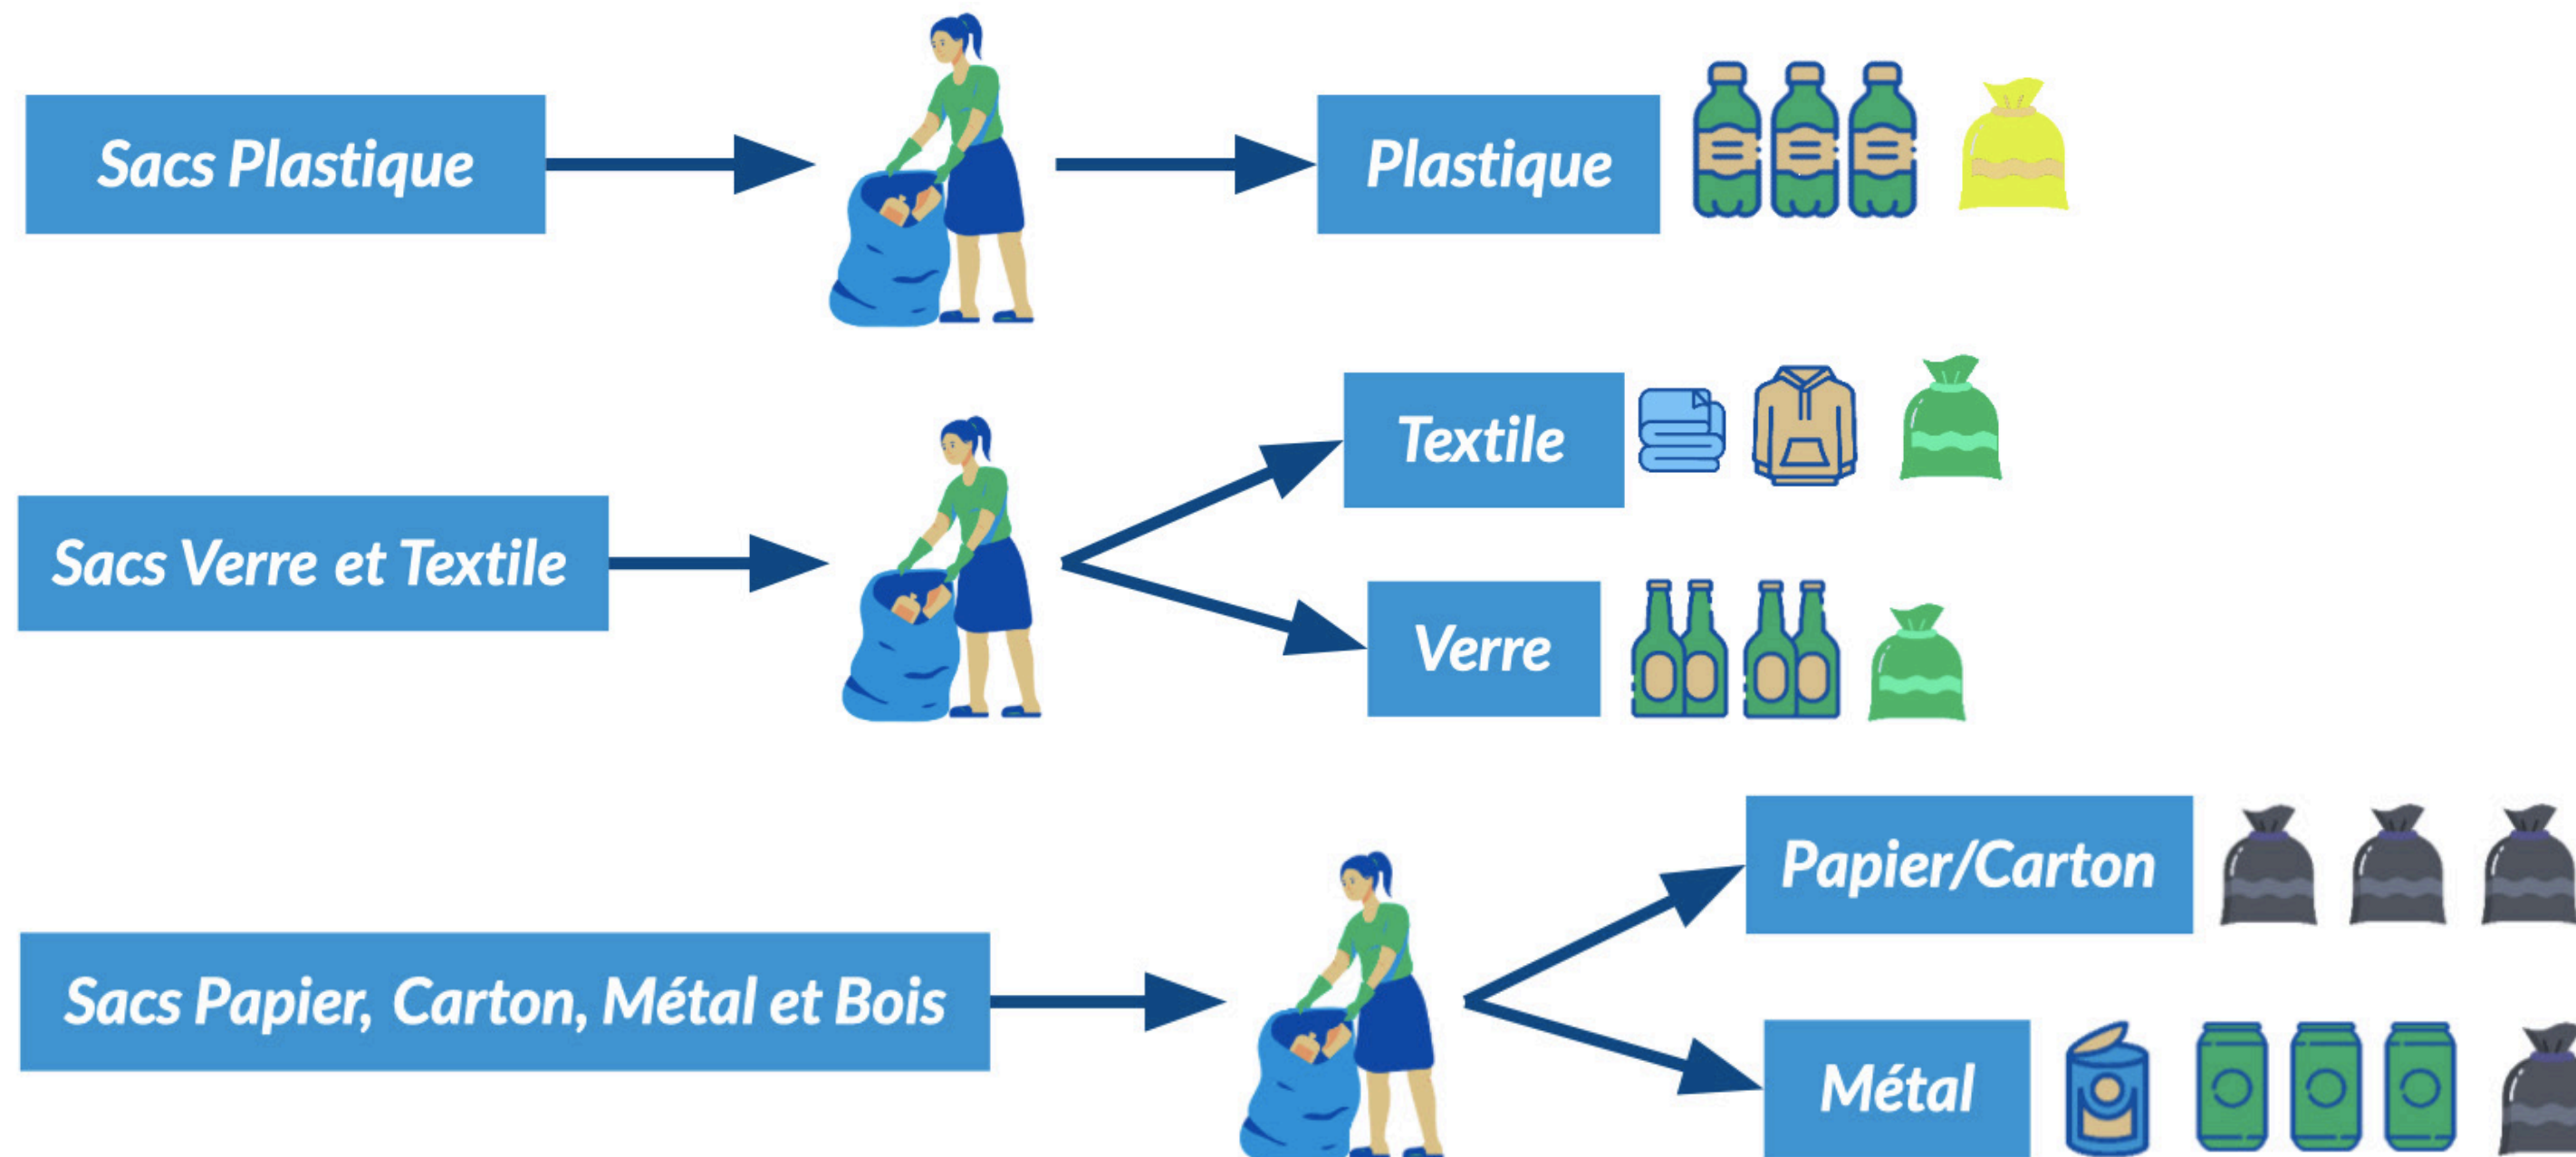 Sacs Plastique
Plastique
Sacs Verre et Textile
Textile
Verre
Sacs Papier, Carton, Métal et Bois
Papier/Carton
Métal